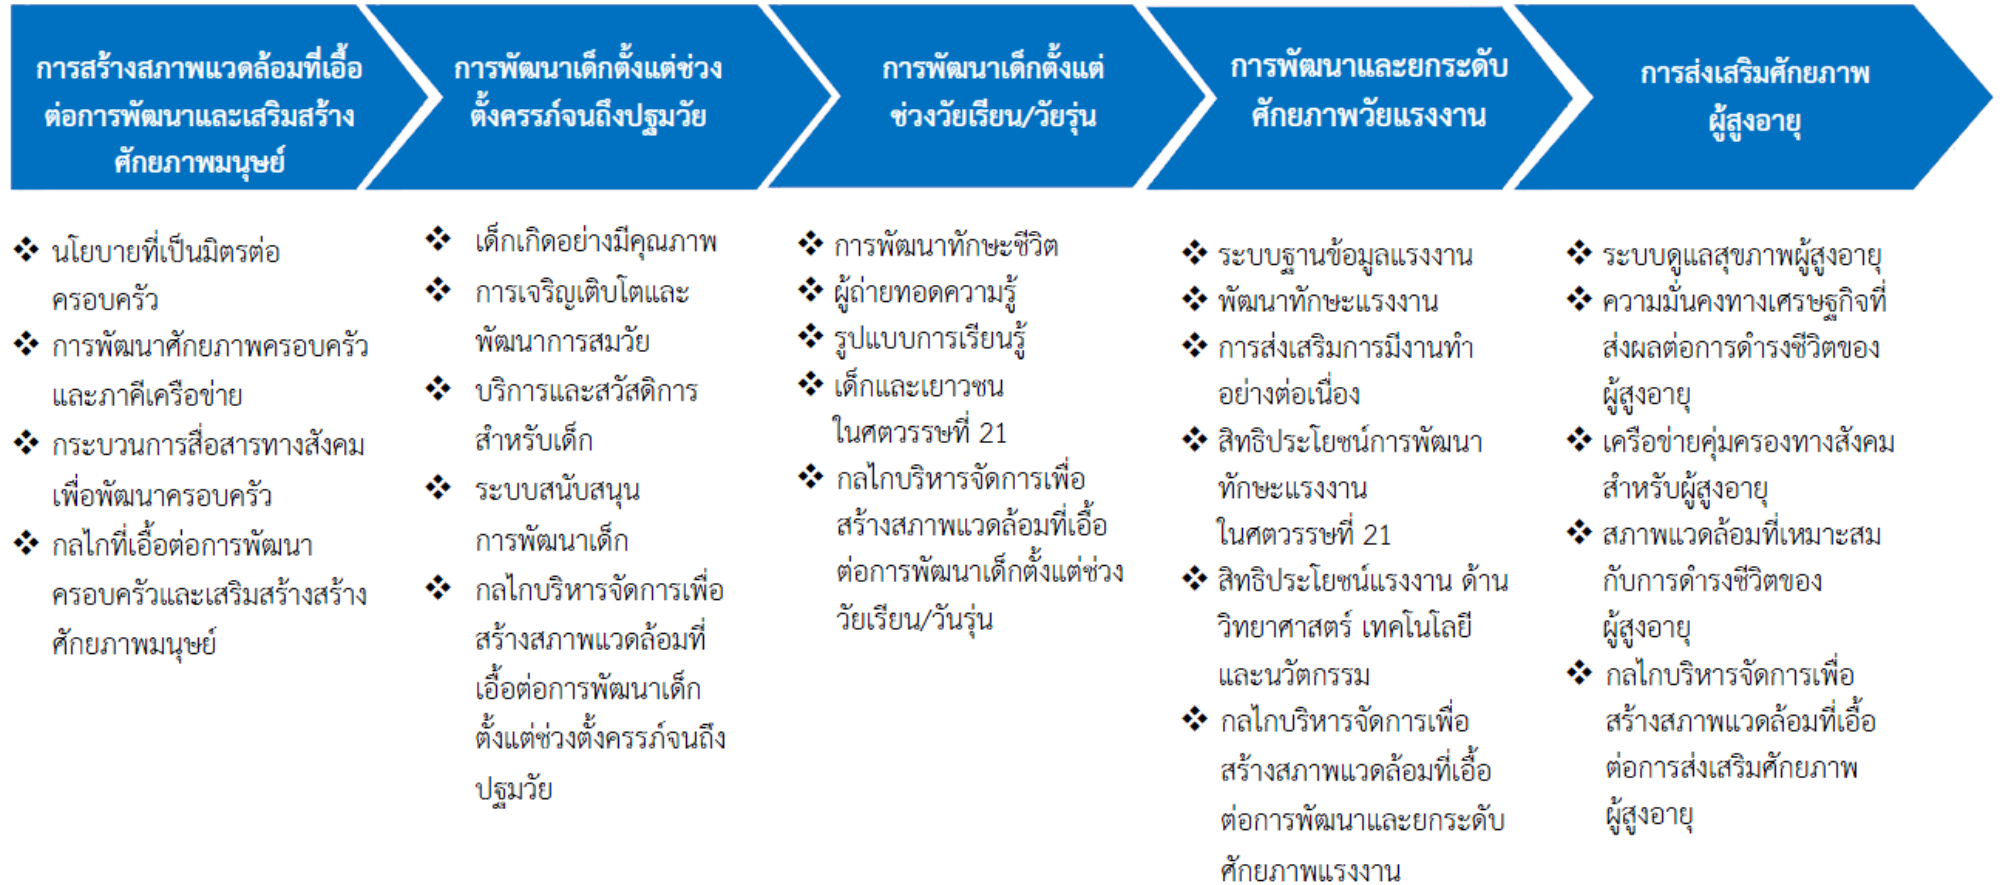 การสร้างสภาพแวดล้อมที่เอื้อ
ต่อการพัฒนาและเสริมสร้าง
ศักยภาพมนุษย์
การพัฒนาเด็กตั้งแต่ช่วง
ตั้งครรภ์จนถึงปฐมวัย
การพัฒนาเด็กตั้งแต่
ช่วงวัยเรียน/วัยรุ่น
การพัฒนาและยกระดับ
ศักยภาพวัยแรงงาน
การส่งเสริมศักยภาพ
ผู้สูงอายุ
❖ นโยบายที่เป็นมิตรต่อ
ครอบครัว
❖ การพัฒนาศักยภาพครอบครัว
และภาคีเครือข่าย
❖ กระบวนการสื่อสารทางสังคม
เพื่อพัฒนาครอบครัว
❖ กลไกที่เอื้อต่อการพัฒนา
ครอบครัวและเสริมสร้างสร้าง
ศักยภาพมนุษย์
❖ เด็กเกิดอย่างมีคุณภาพ
❖ การเจริญเติบโตและ
พัฒนาการสมวัย
❖ บริการและสวัสดิการ
สำหรับเด็ก
❖ ระบบสนับสนุน
การพัฒนาเด็ก
❖ กลไกบริหารจัดการเพื่อ
สร้างสภาพแวดล้อมที่
เอื้อต่อการพัฒนาเด็ก
ตั้งแต่ช่วงตั้งครรภ์จนถึง
ปฐมวัย
❖ การพัฒนาทักษะชีวิต
❖ ผู้ถ่ายทอดความรู้
❖ รูปแบบการเรียนรู้
❖ เด็กและเยาวชน
ในศตวรรษที่ 21
❖ กลไกบริหารจัดการเพื่อ
สร้างสภาพแวดล้อมที่เอื้อ
ต่อการพัฒนาเด็กตั้งแต่ช่วง
วัยเรียน/วันรุ่น
❖ ระบบฐานข้อมูลแรงงาน
❖ พัฒนาทักษะแรงงาน
❖ การส่งเสริมการมีงานทำ
อย่างต่อเนื่อง
❖ สิทธิประโยชน์การพัฒนา
ทักษะแรงงาน
ในศตวรรษที่ 21
❖ สิทธิประโยชน์แรงงาน ด้าน
วิทยาศาสตร์ เทคโนโลยี
และนวัตกรรม
❖ กลไกบริหารจัดการเพื่อ
สร้างสภาพแวดล้อมที่เอื้อ
ต่อการพัฒนาและยกระดับ
ศักยภาพแรงงาน
❖ ระบบดูแลสุขภาพผู้สูงอายุ
❖ ความมั่นคงทางเศรษฐกิจที่
ส่งผลต่อการดำรงชีวิตของ
ผู้สูงอายุ
❖ เครือข่ายคุ่มครองทางสังคม
สำหรับผู้สูงอายุ
❖ สภาพแวดล้อมที่เหมาะสม
กับการดำรงชีวิตของ
ผู้สูงอายุ
❖ กลไกบริหารจัดการเพื่อ
สร้างสภาพแวดล้อมที่เอื้อ
ต่อการส่งเสริมศักยภาพ
ผู้สูงอายุ